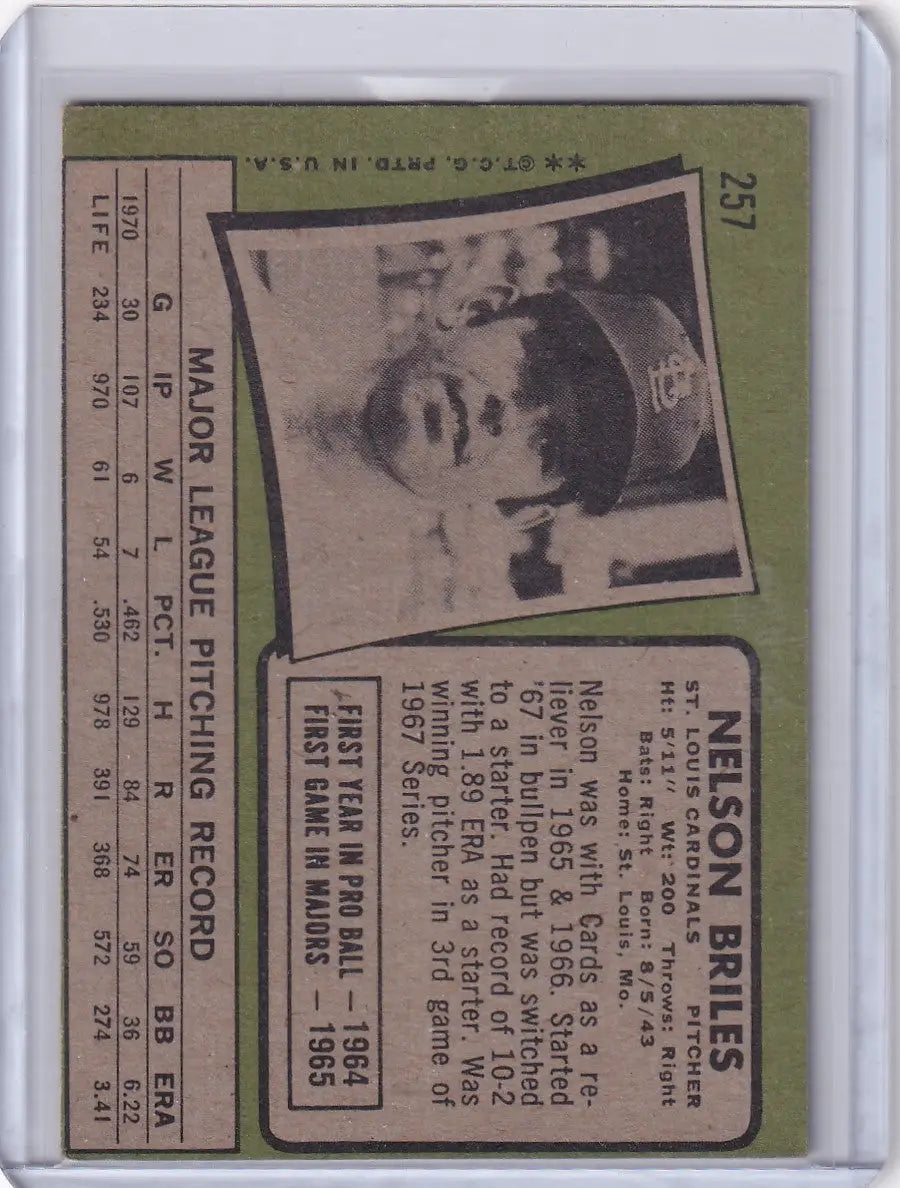 257
**©T.C.G. PRTD. IN U.S.A.
NELSON BRILES
ST. LOUIS CARDINALS PITCHER
Ht: 5'11" Wt: 200 Throws: Right
Bats: Right Born: 8/5/43
Home: St. Louis, Mo.
Nelson was with Cards as a re-
liever in 1965 & 1966. Started
'67 in bullpen but was switched
to a starter. Had record of 10-2
with 1.89 ERA as a starter. Was
winning pitcher in 3rd game of
1967 Series.
FIRST YEAR IN PRO BALL — 1964
FIRST GAME IN MAJORS — 1965
MAJOR LEAGUE PITCHING RECORD
G IP W L PCT. H R ER SO BB ERA
1970 30 107 6 7 .462 129 84 74 59 36 6.22
LIFE 234 970 61 54 .530 978 391 368 572 274 3.41